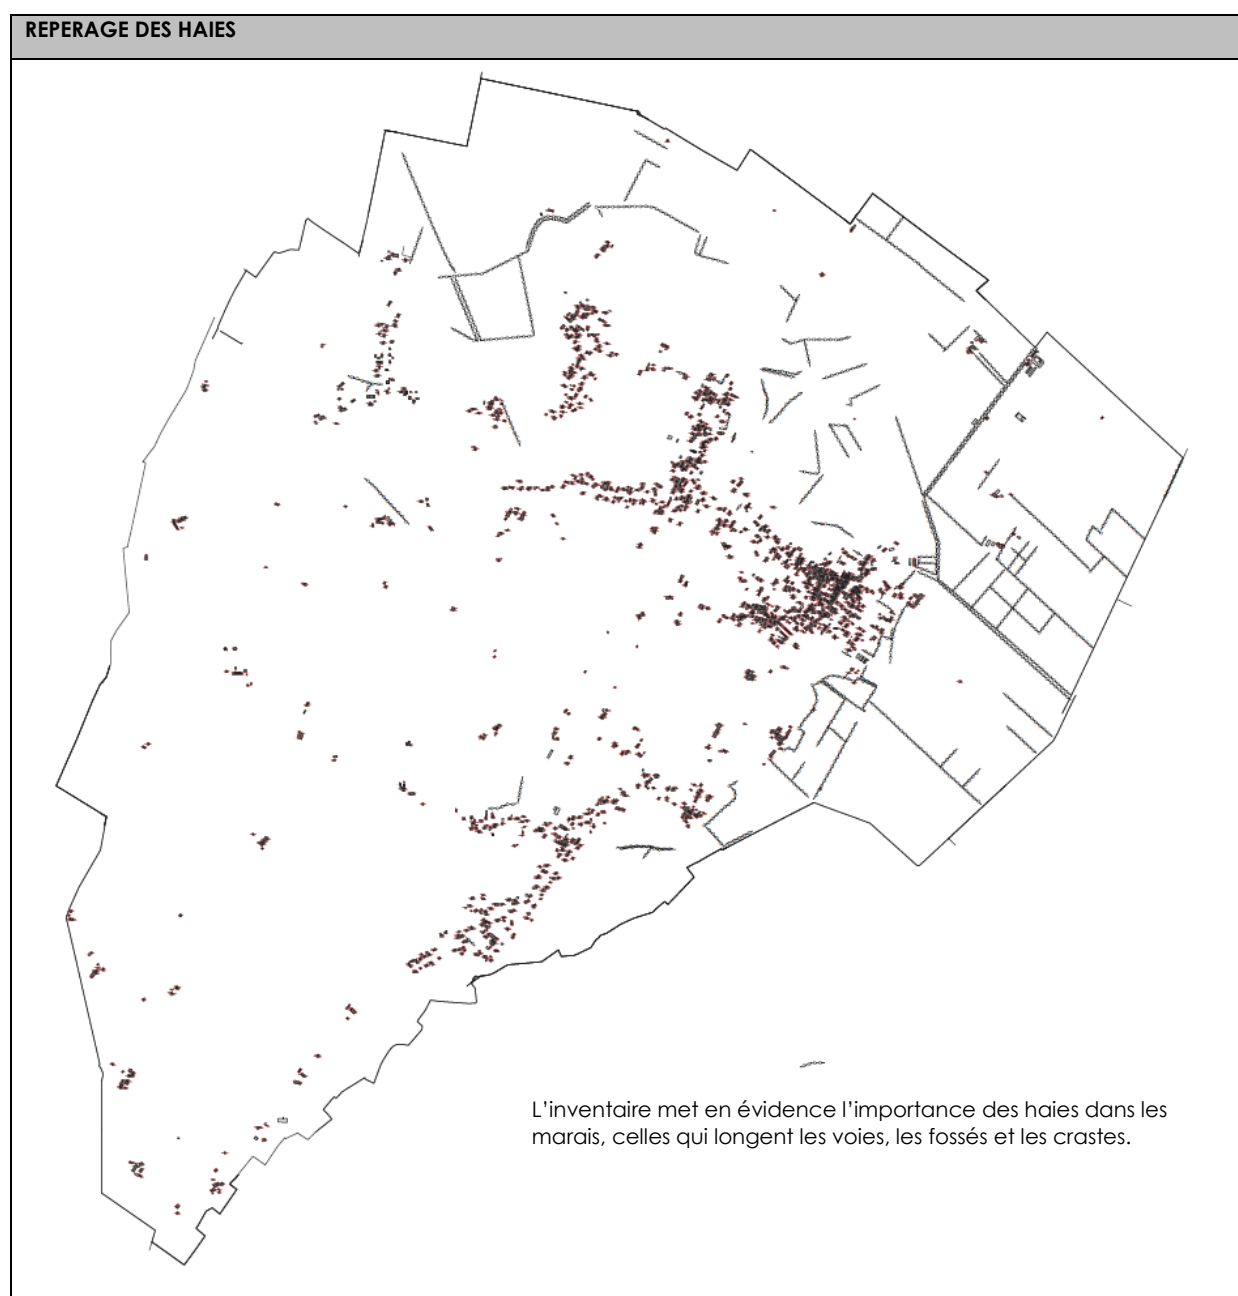 REPERAGE DES HAIES
L'inventaire met en évidence l'importance des haies dans les
marais, celles qui longent les voies, les fossés et les crastes.